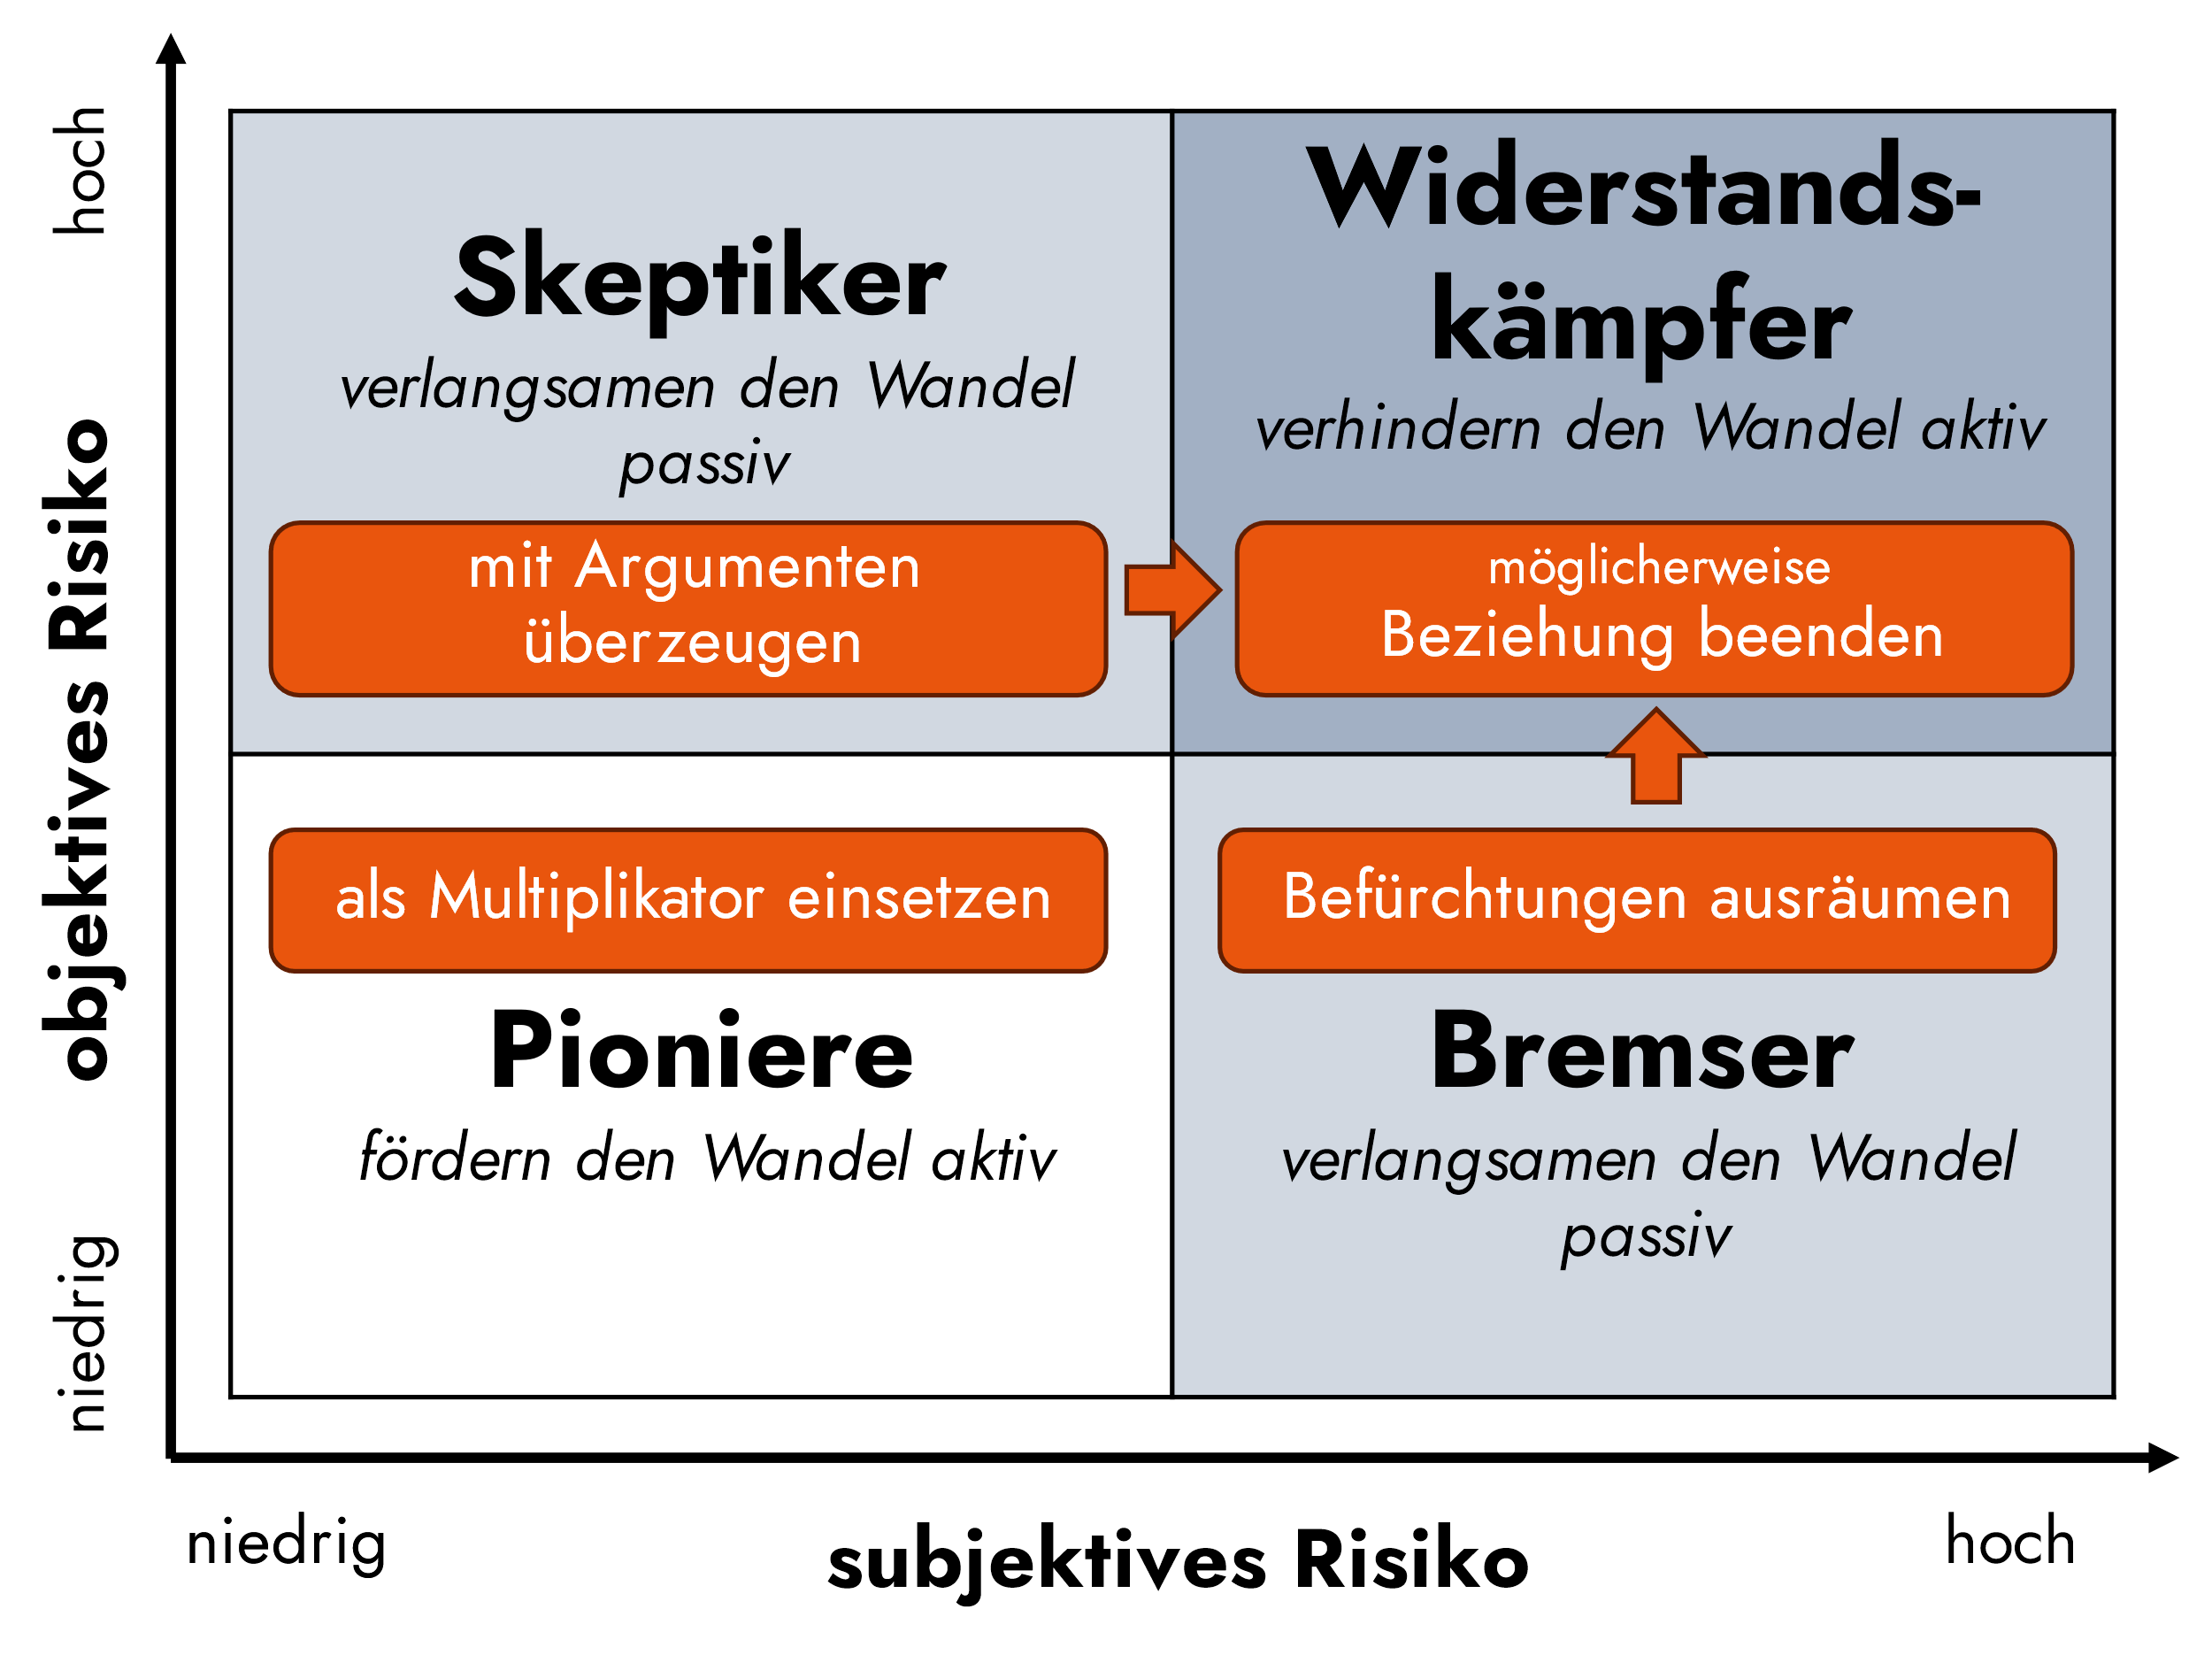 hoch
objektives Risiko
niedrig
Skeptiker
verlangsamen den Wandel
passiv
mit Argumenten
überzeugen
Widerstands-
kämpfer
verhindern den Wandel aktiv
möglicherweise
Beziehung beenden
als Multiplikator einsetzen
Pioniere
fördern den Wandel aktiv
Befürchtungen ausräumen
Bremser
verlangsamen den Wandel
passiv
niedrig
subjektives Risiko
hoch